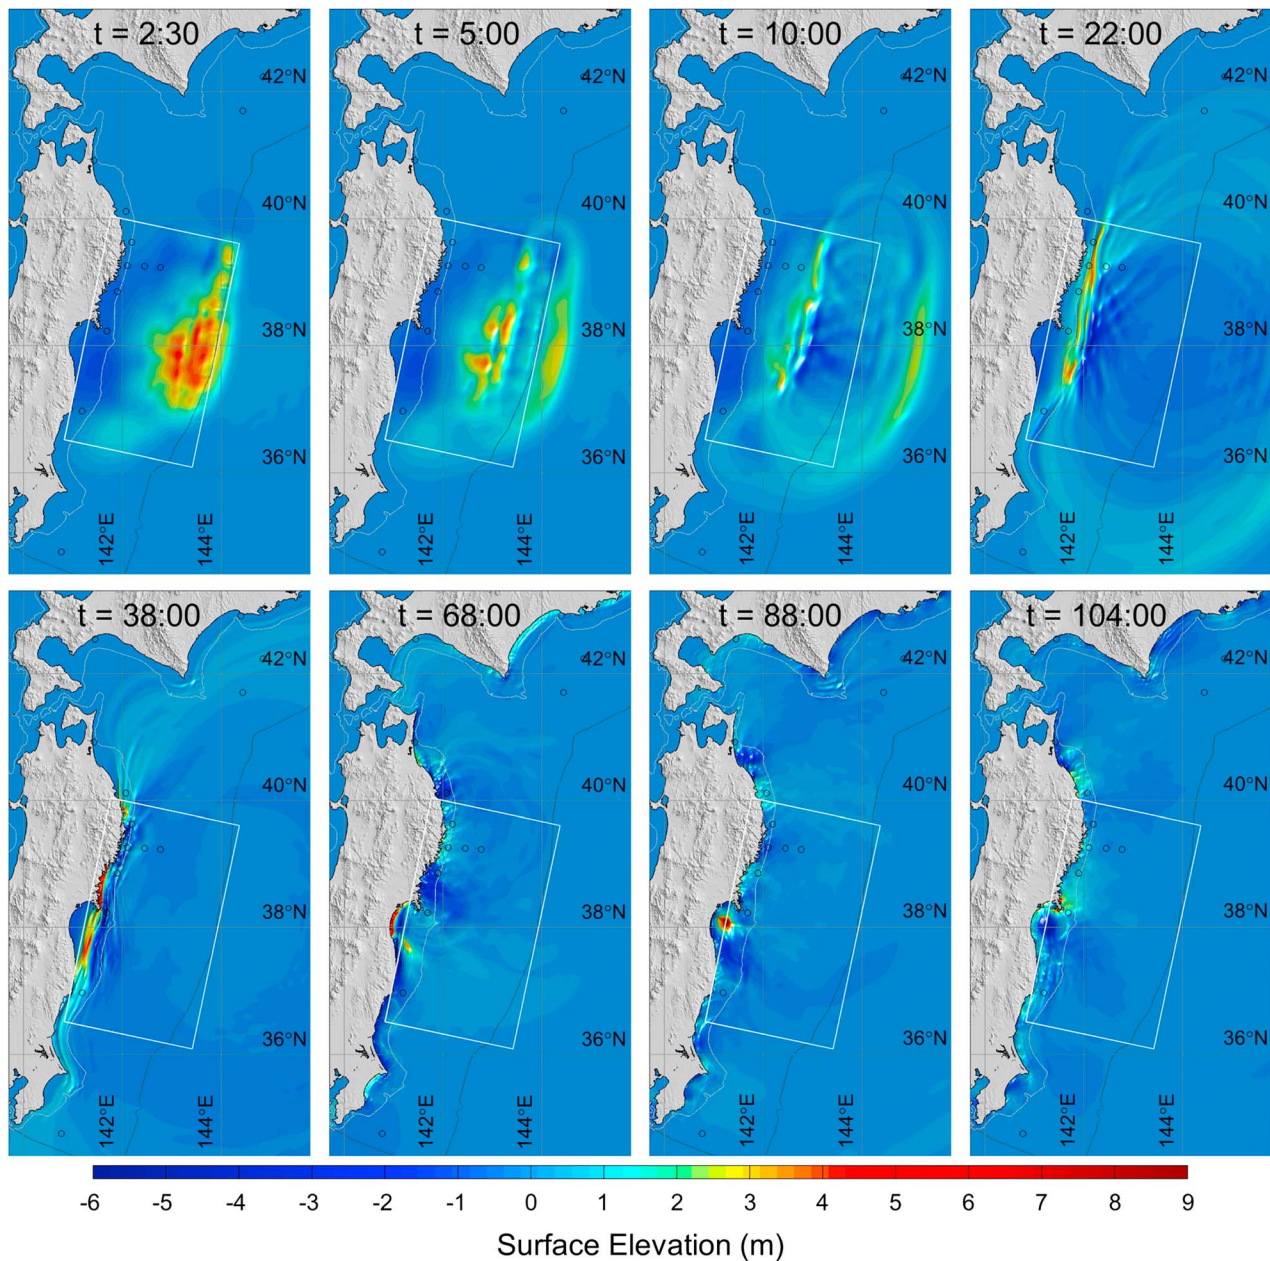 t = 2:30
42°N
40°N
38°N
36°N
142°E
144°E
t = 5:00
42°N
40°N
38°N
36°N
142°E
144°E
t = 10:00
42°N
40°N
38°N
36°N
142°E
144°E
t = 22:00
42°N
40°N
38°N
36°N
142°E
144°E
t = 38:00
42°N
40°N
38°N
36°N
142°E
144°E
t = 68:00
42°N
40°N
38°N
36°N
142°E
144°E
t = 88:00
42°N
40°N
38°N
36°N
142°E
144°E
t = 104:00
42°N
40°N
38°N
36°N
142°E
144°E
-6 -5 -4 -3 -2 -1 0 1 2 3 4 5 6 7 8 9
Surface Elevation (m)